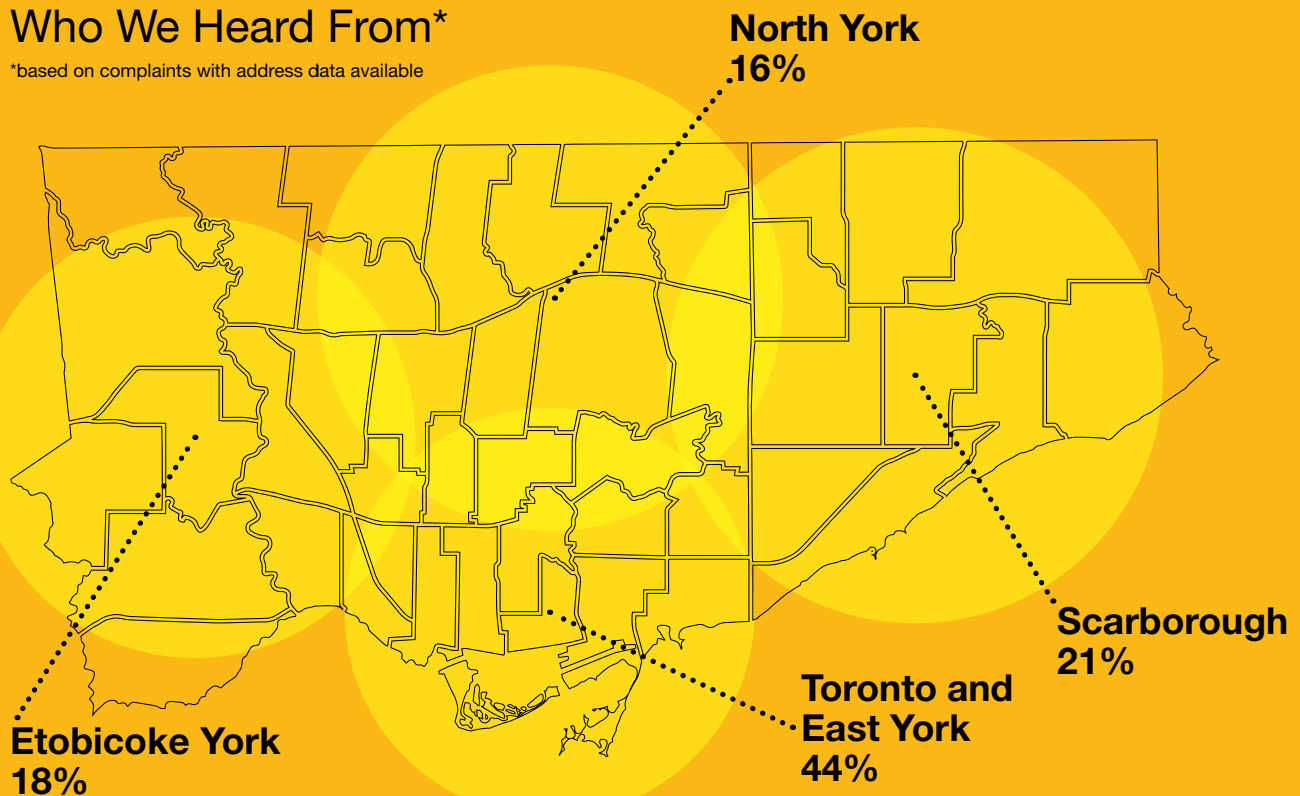 Who We Heard From*
*based on complaints with address data available
North York
16%
Scarborough
21%
Toronto and
East York
44%
Etobicoke York
18%